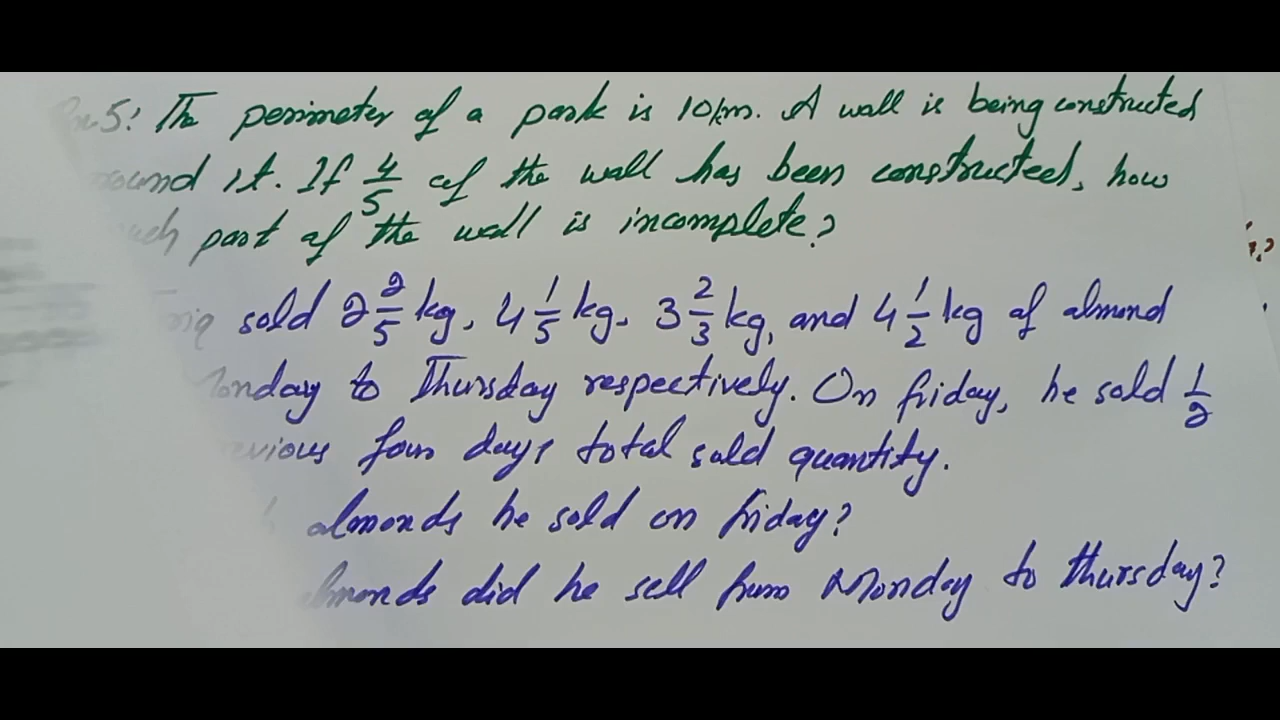 5: The perimeter of a park is 10km. A wall is being constructed
it. If 4/5 of the wall has been constructed, how
part of the wall is incomplete?
sold 2 2/5 kg, 4 1/5 kg, 3 2/3 kg, and 4 1/2 kg of almond
Monday to Thursday respectively. On friday, he sold 1/2
four days total sold quantity.
almonds he sold on friday?
almonds did he sell from Monday to thursday?